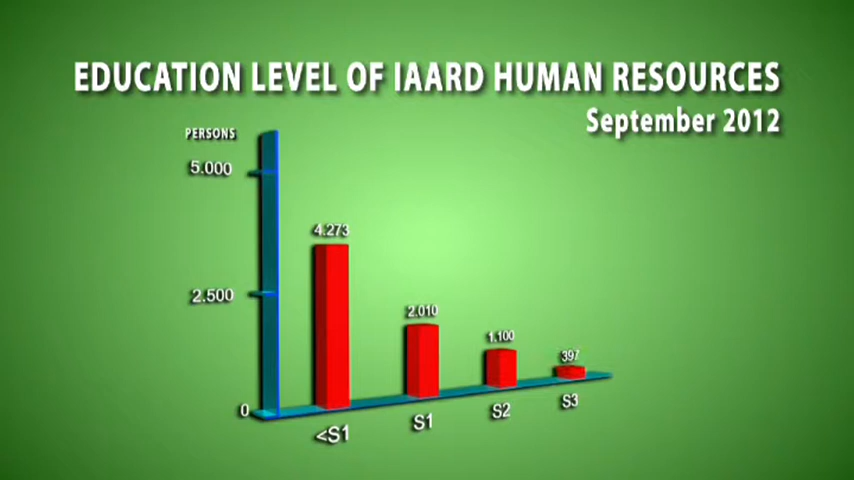 EDUCATION LEVEL OF IAARD HUMAN RESOURCES
September 2012
PERSONS
5.000
4.273
2.500
2.010
1.100
397
0
<S1
S1
S2
S3